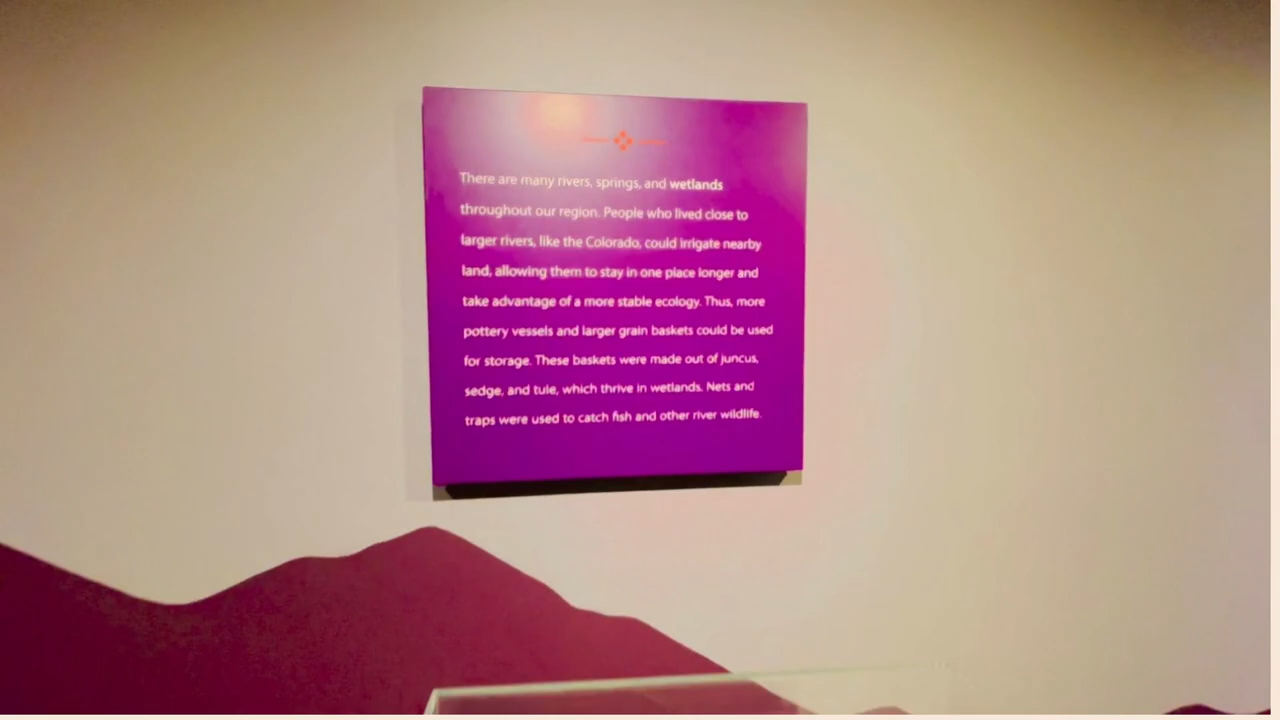 There are many rivers, springs, and wetlands
throughout our region. People who lived close to
larger rivers, like the Colorado, could irrigate nearby
land, allowing them to stay in one place longer and
take advantage of a more stable ecology. Thus, more
pottery vessels and larger grain baskets could be used
for storage. These baskets were made out of juncus,
sedge, and tule, which thrive in wetlands. Nets and
traps were used to catch fish and other river wildlife.